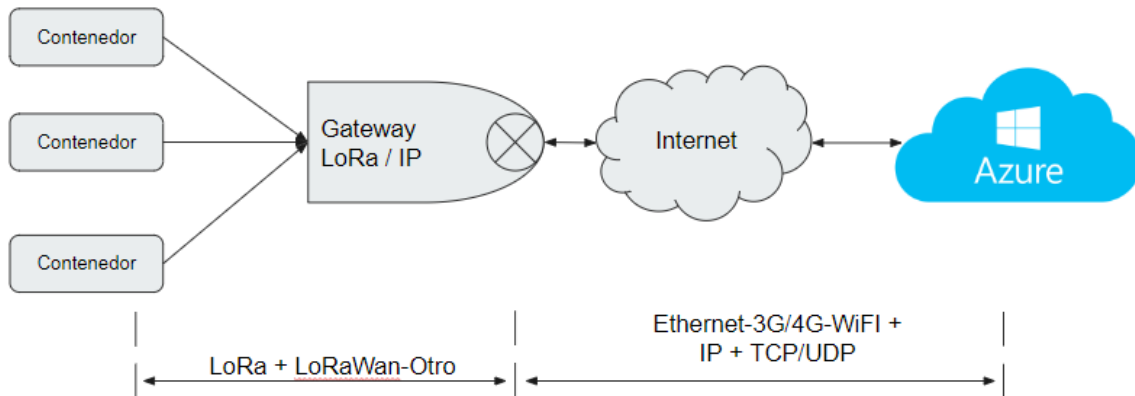 Contenedor
Contenedor
Contenedor
Gateway
LoRa / IP
Internet
Azure
LoRa + LoRaWan-Otro
Ethernet-3G/4G-WiFI +
IP + TCP/UDP